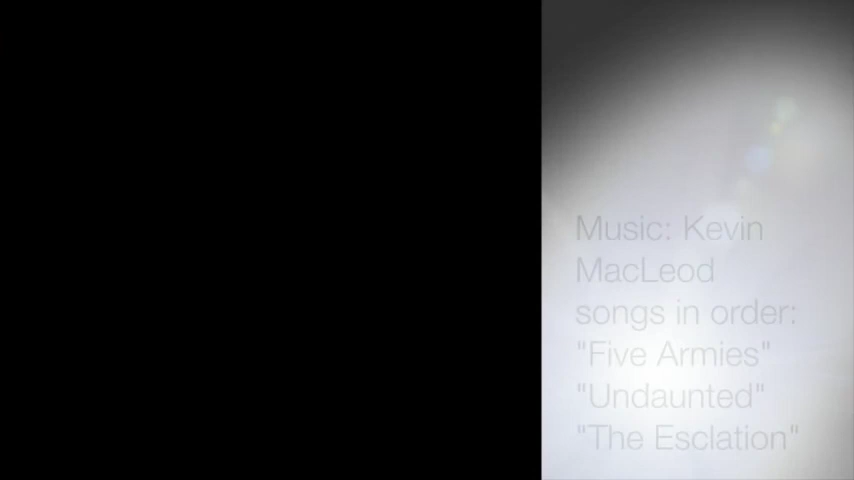 Music: Kevin
MacLeod
songs in order:
"Five Armies"
"Undaunted"
"The Esclation"